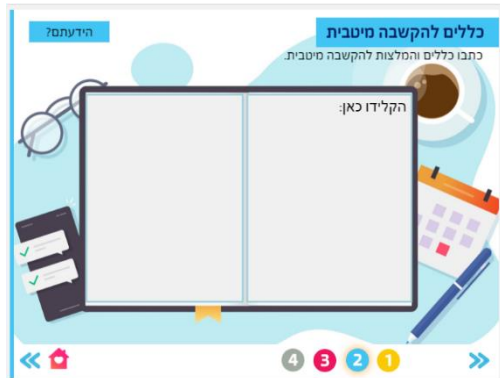 כללים להקשבה מיטבית
הידעתם?
כתבו כללים והמלצות להקשבה מיטבית.
הקלידו כאן:
1
2
3
4